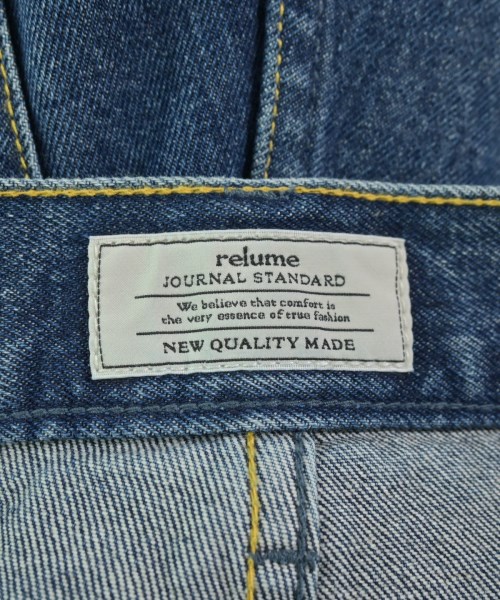 relume
JOURNAL STANDARD
We believe that comfort is
the very essence of true fashion
NEW QUALITY MADE